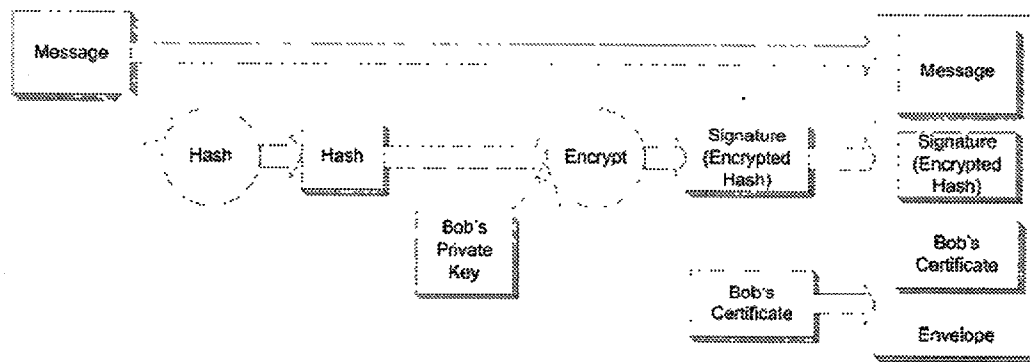 Message
Message
Hash
Hash
Encrypt
Signature
(Encrypted
Hash)
Signature
(Encrypted
Hash)
Bob's
Private
Key
Bob's
Certificate
Bob's
Certificate
Envelope